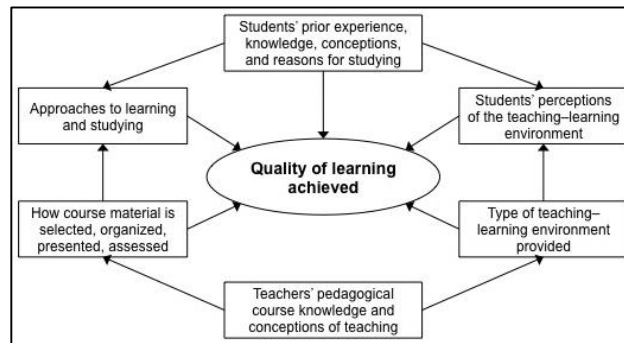 Students' prior experience,
knowledge, conceptions,
and reasons for studying
Approaches to learning
and studying
Students' perceptions
of the teaching–learning
environment
Quality of learning
achieved
How course material is
selected, organized,
presented, assessed
Type of teaching–
learning environment
provided
Teachers' pedagogical
course knowledge and
conceptions of teaching